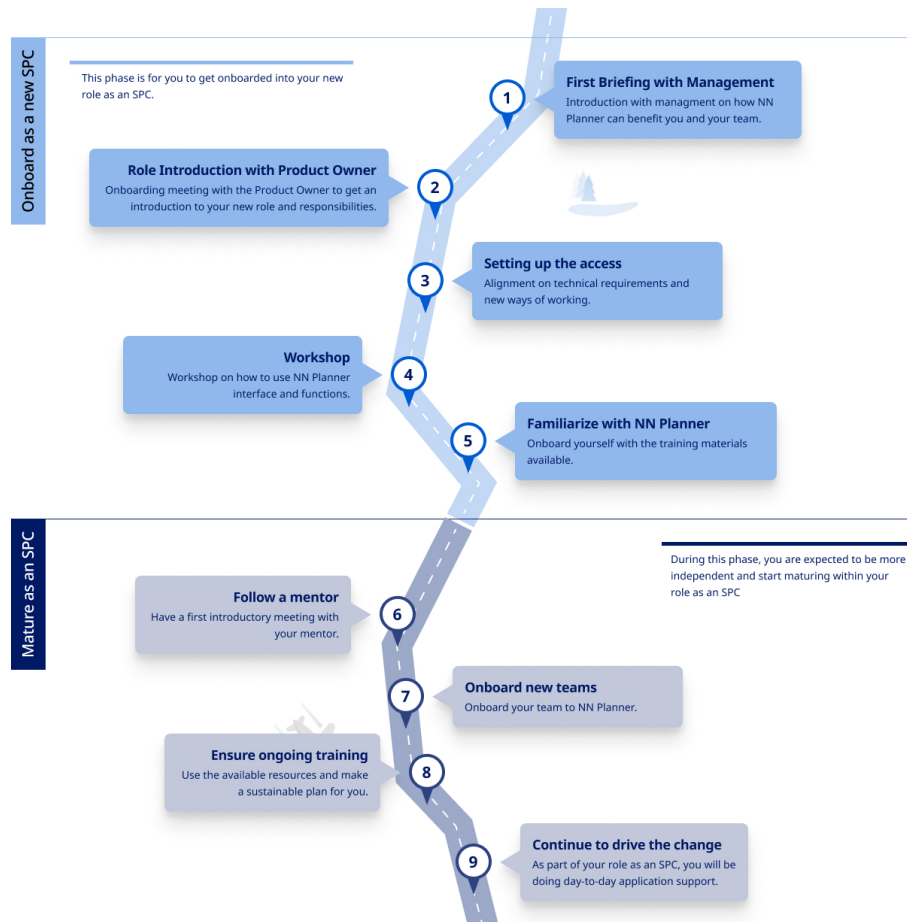 Onboard as a new SPC
This phase is for you to get onboarded into your new
role as an SPC.
1
First Briefing with Management
Introduction with managment on how NN
Planner can benefit you and your team.
Role Introduction with Product Owner
Onboarding meeting with the Product Owner to get an
introduction to your new role and responsibilities.
2
3
Setting up the access
Alignment on technical requirements and
new ways of working.
Workshop
Workshop on how to use NN Planner
interface and functions.
4
5
Familiarize with NN Planner
Onboard yourself with the training materials
available.
Mature as an SPC
During this phase, you are expected to be more
independent and start maturing within your
role as an SPC
Follow a mentor
Have a first introductory meeting with
your mentor.
6
7
Onboard new teams
Onboard your team to NN Planner.
Ensure ongoing training
Use the available resources and make
a sustainable plan for you.
8
9
Continue to drive the change
As part of your role as an SPC, you will be
doing day-to-day application support.